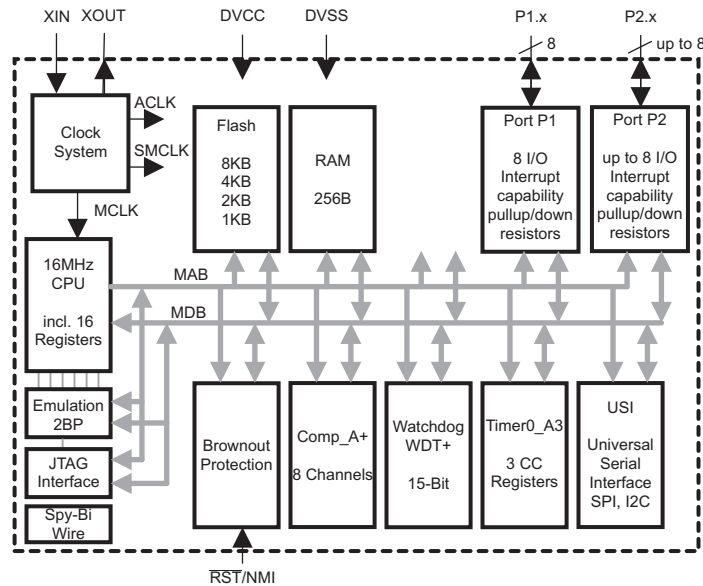 XIN XOUT DVCC DVSS P1.x P2.x
8 up to 8
ACLK
Clock
System
SMCLK
MCLK
Flash
8KB
4KB
2KB
1KB
RAM
256B
Port P1
8 I/O
Interrupt
capability
pullup/down
resistors
Port P2
up to 8 I/O
Interrupt
capability
pullup/down
resistors
16MHz
CPU
incl. 16
Registers
MAB
MDB
Emulation
2BP
JTAG
Interface
Spy-Bi
Wire
Brownout
Protection
Comp_A+
8 Channels
Watchdog
WDT+
15-Bit
Timer0_A3
3 CC
Registers
USI
Universal
Serial
Interface
SPI, I2C
RST/NMI